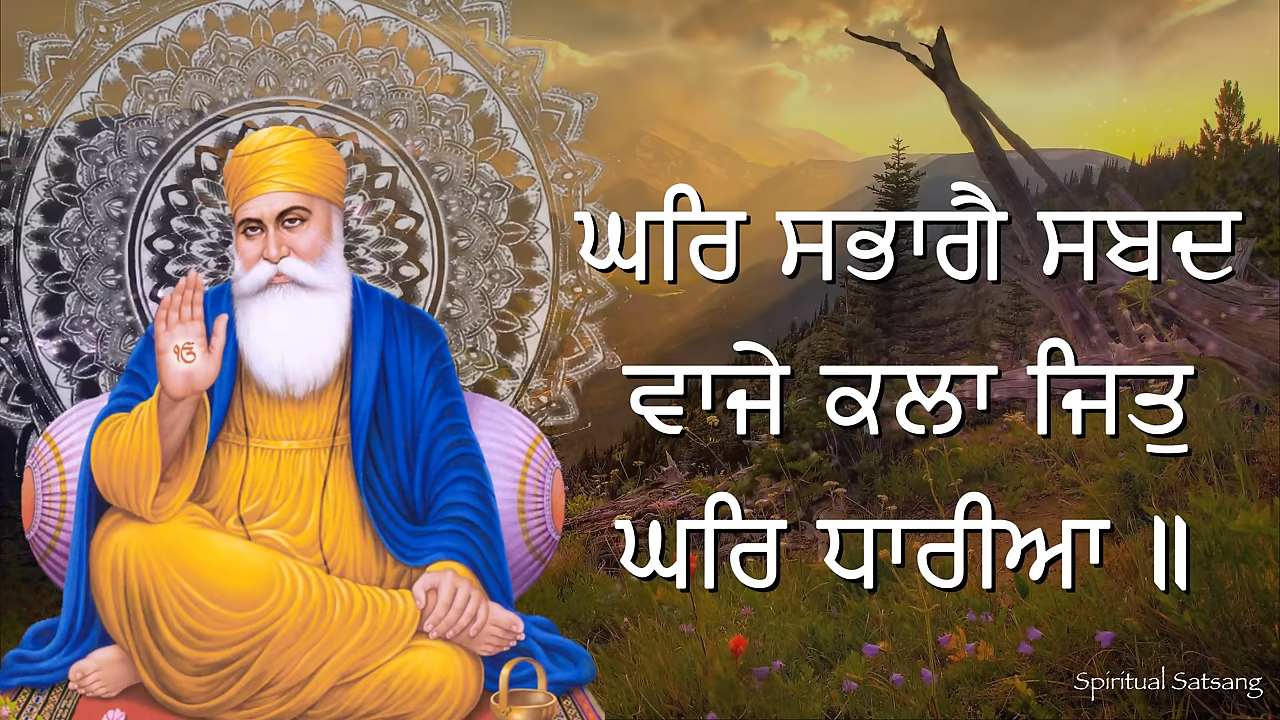 ਘਰਿ ਸਭਾਗੈ ਸਬਦ
ਵਾਜੇ ਕਲਾ ਜਿਤੁ
ਘਰਿ ਧਾਰੀਆ ॥
ੴ
Spiritual Satsang